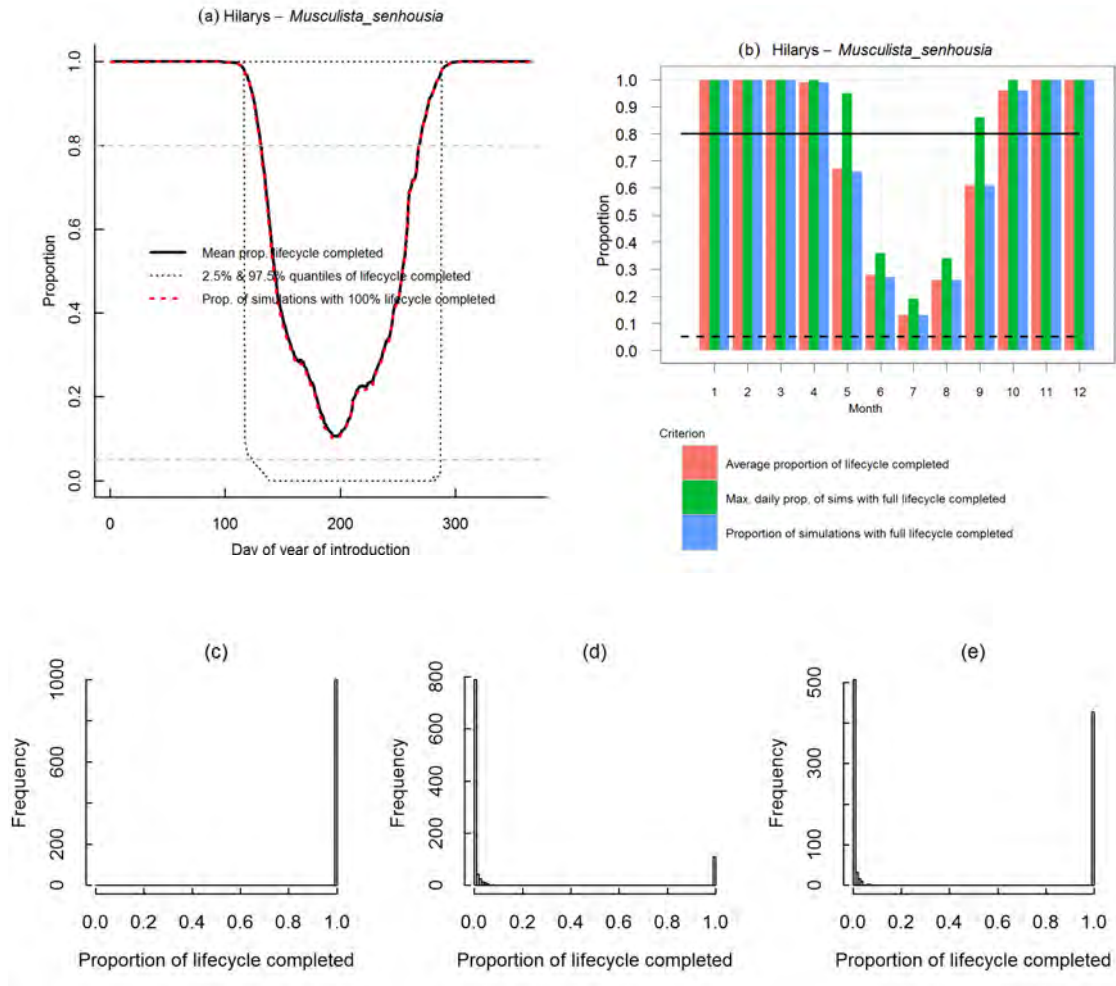 (a) Hilarys – Musculista_senhousia
Proportion
1.0
0.8
0.6
0.4
0.2
0.0
Mean prop. lifecycle completed
2.5% & 97.5% quantiles of lifecycle completed
Prop. of simulations with 100% lifecycle completed
0 100 200 300
Day of year of introduction
(b) Hilarys – Musculista_senhousia
Proportion
1.0
0.9
0.8
0.7
0.6
0.5
0.4
0.3
0.2
0.1
0.0
1 2 3 4 5 6 7 8 9 10 11 12
Month
Criterion
Average proportion of lifecycle completed
Max. daily prop. of sims with full lifecycle completed
Proportion of simulations with full lifecycle completed
(c)
Frequency
1000
600
200
0
0.0 0.2 0.4 0.6 0.8 1.0
Proportion of lifecycle completed
(d)
Frequency
800
600
400
200
0
0.0 0.2 0.4 0.6 0.8 1.0
Proportion of lifecycle completed
(e)
Frequency
500
300
100
0
0.0 0.2 0.4 0.6 0.8 1.0
Proportion of lifecycle completed